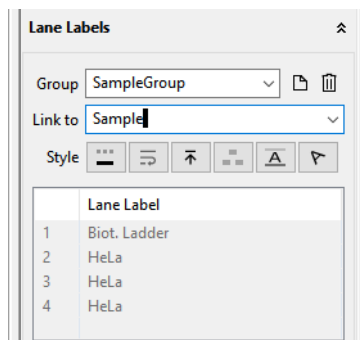 Lane Labels
Group SampleGroup
Link to Sample
Style A A
Lane Label
1 Biot. Ladder
2 HeLa
3 HeLa
4 HeLa